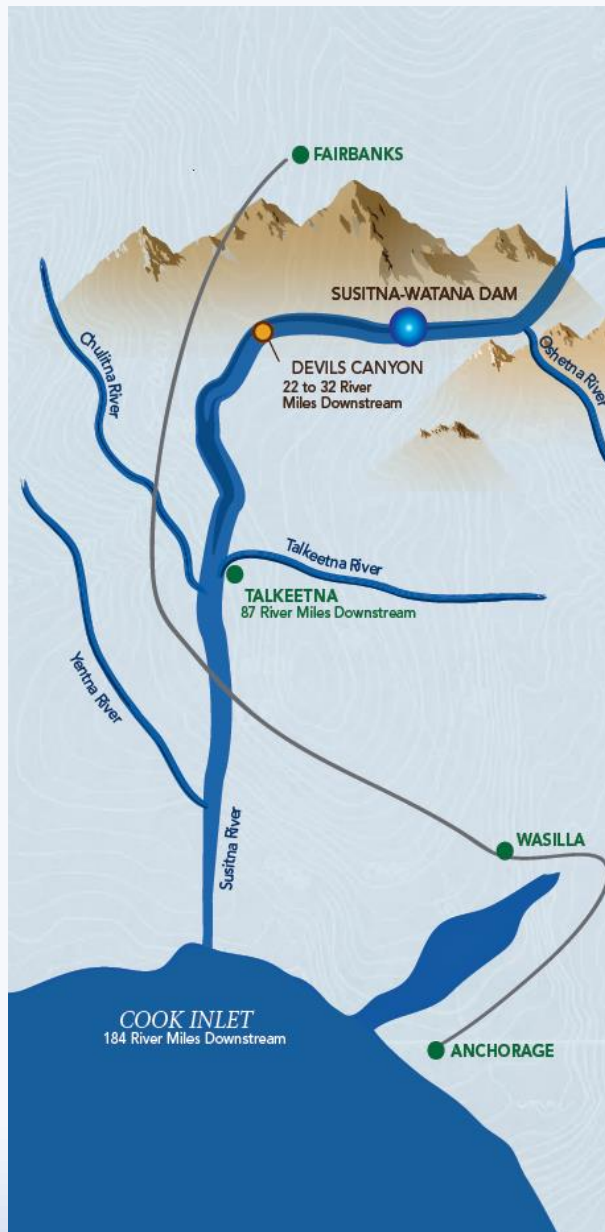 FAIRBANKS
SUSITNA-WATANA DAM
DEVILS CANYON
22 to 32 River
Miles Downstream
Chulitna River
Oshetna River
Talkeetna River
TALKEETNA
87 River Miles Downstream
Yentna River
WASILLA
Susitna River
COOK INLET
184 River Miles Downstream
ANCHORAGE